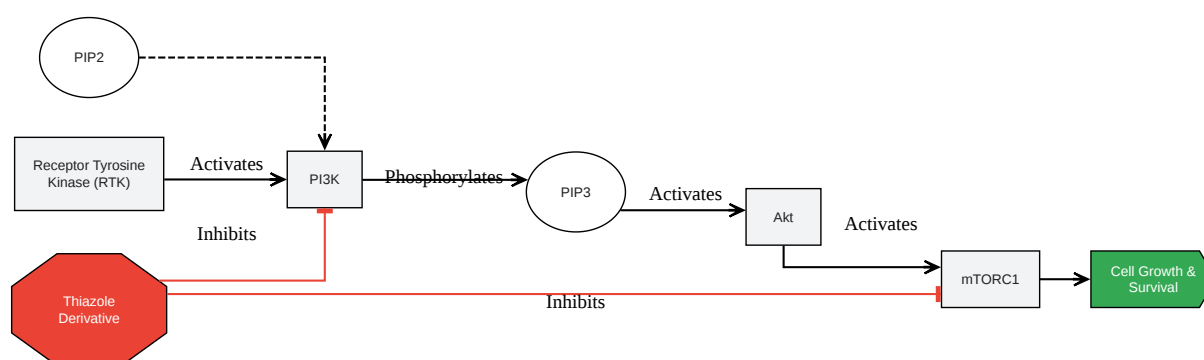 PIP2
Receptor Tyrosine
Kinase (RTK)
Activates
PI3K
Phosphorylates
PIP3
Activates
Akt
Activates
Inhibits
mTORC1
Cell Growth &
Survival
Thiazole
Derivative
Inhibits